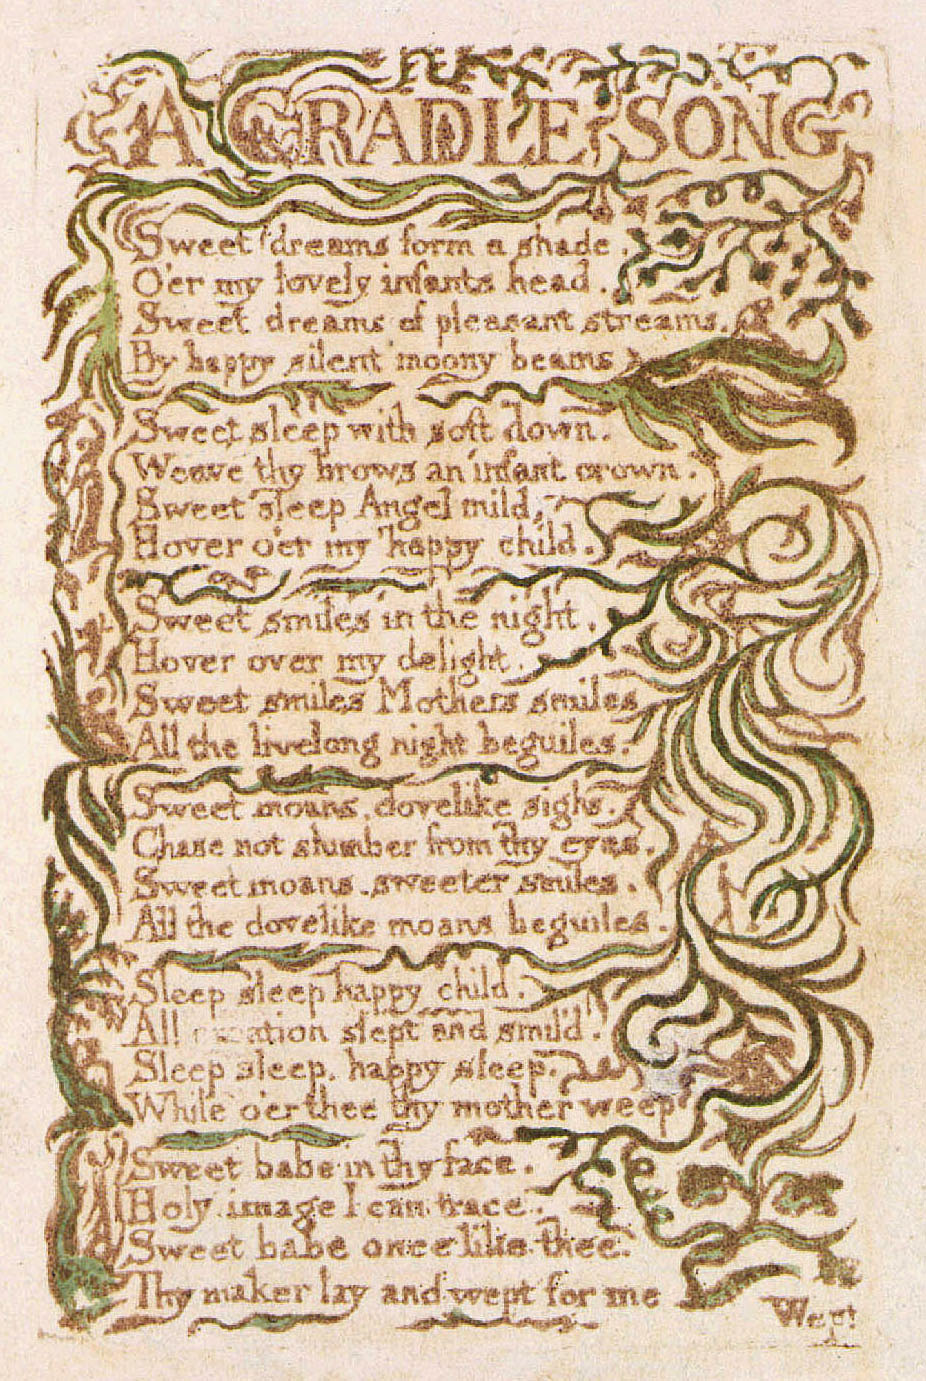 A CRADLE SONG
Sweet dreams form a shade.
O'er my lovely infants head.
Sweet dreams of pleasant streams.
By happy silent moony beams
Sweet sleep with soft down.
Weave thy brows an infant crown.
Sweet sleep Angel mild,
Hover o'er my happy child.
Sweet smiles in the night.
Hover over my delight.
Sweet smiles Mothers smiles
All the livelong night beguiles.
Sweet moans, dovelike sighs.
Chase not slumber from thy eyes.
Sweet moans, sweeter smiles.
All the dovelike moans beguiles.
Sleep sleep happy child.
All creation slept and smil'd.
Sleep sleep, happy sleep.
While o'er thee thy mother weep
Sweet babe in thy face.
Holy image I can trace.
Sweet babe once like thee.
Thy maker lay and wept for me
Wept